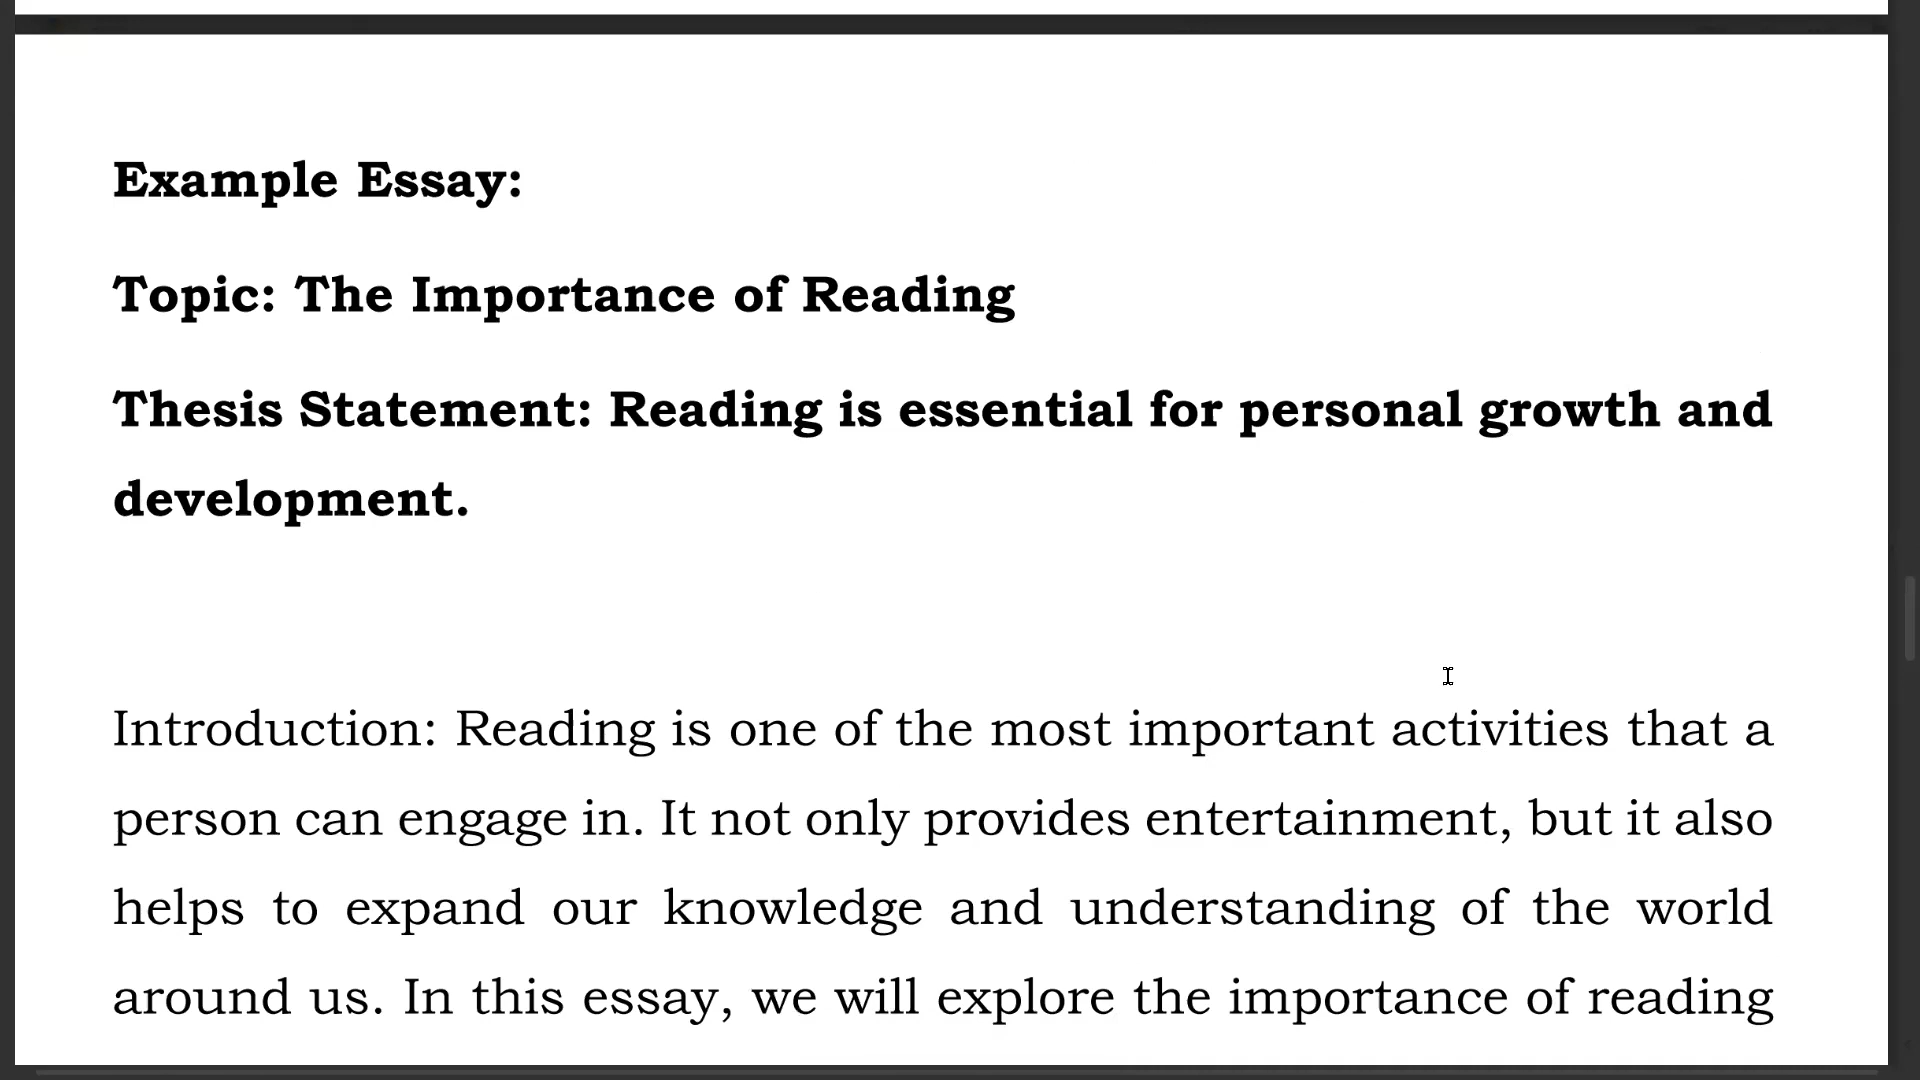 Example Essay:
Topic: The Importance of Reading
Thesis Statement: Reading is essential for personal growth and
development.
Introduction: Reading is one of the most important activities that a
person can engage in. It not only provides entertainment, but it also
helps to expand our knowledge and understanding of the world
around us. In this essay, we will explore the importance of reading